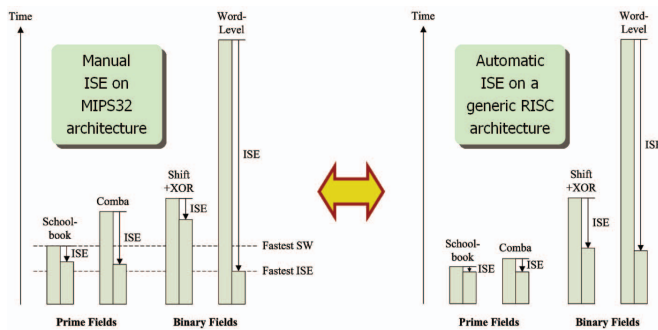 Time
Manual
ISE on
MIPS32
architecture
Word-
Level
ISE
Shift
+XOR
ISE
Comba
ISE
School-
book
ISE
Fastest SW
Fastest ISE
Prime Fields
Binary Fields
Time
Automatic
ISE on a
generic RISC
architecture
Word-
Level
ISE
Shift
+XOR
ISE
School-
book
ISE
Comba
ISE
Prime Fields
Binary Fields